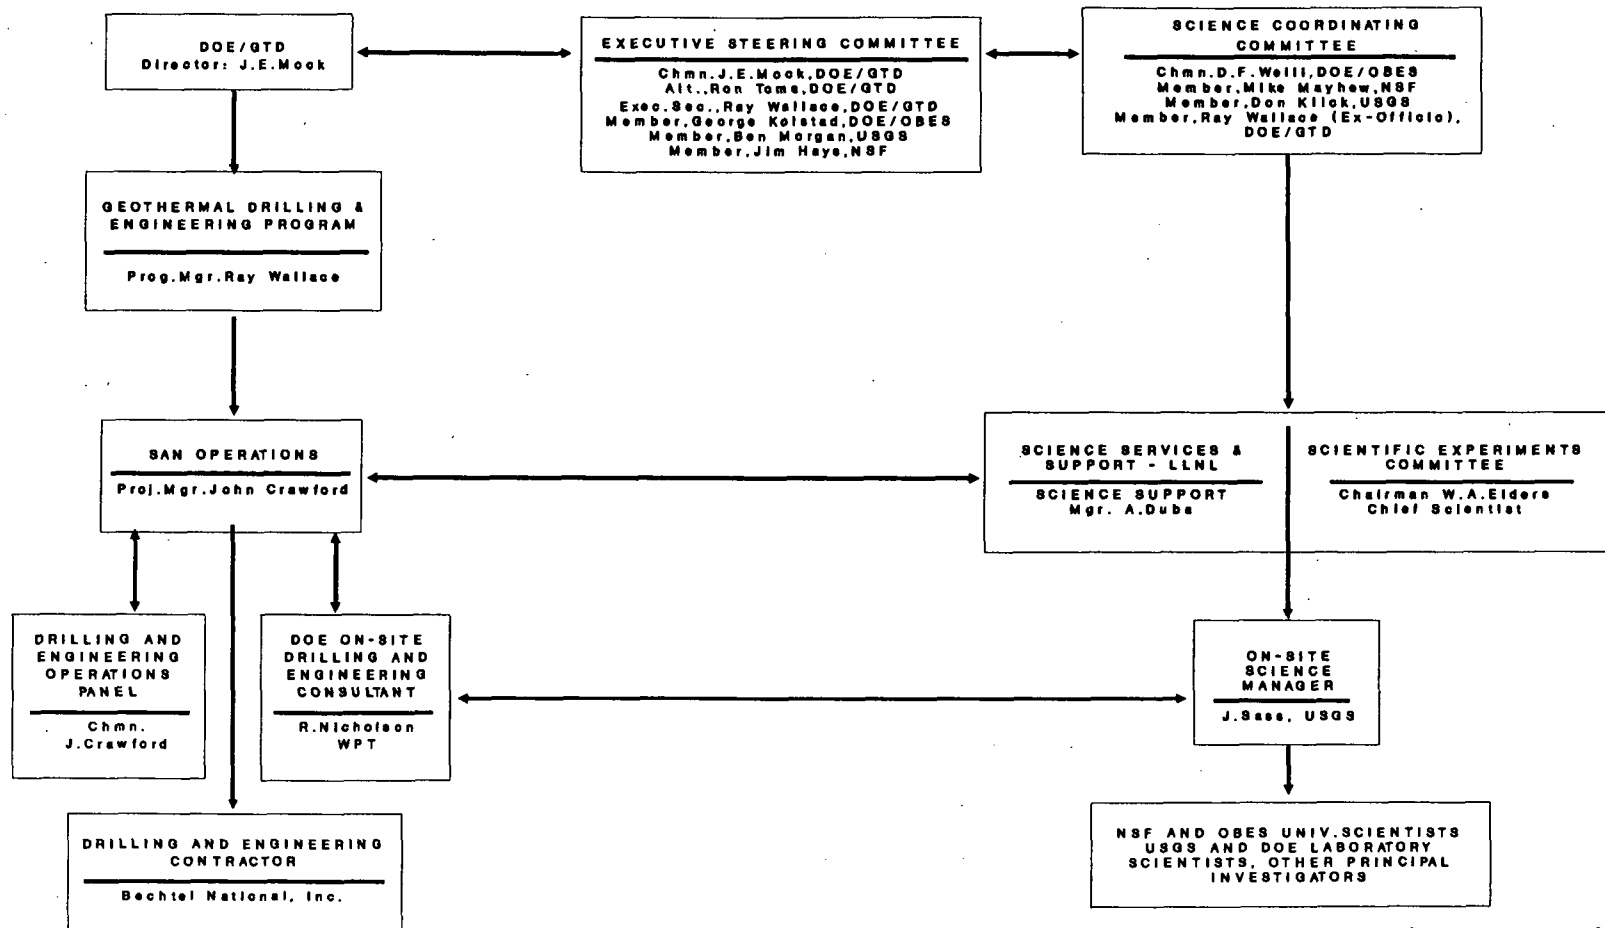 DOE/GTD
Director: J.E.Mock
EXECUTIVE STEERING COMMITTEE
Chmn.J.E.Mock,DOE/GTD
Alt.,Ron Toms,DOE/GTD
Exec.Sec.,Ray Wallace,DOE/GTD
Member,George Kolstad,DOE/OBES
Member,Ben Morgan,USGS
Member,Jim Hays,NSF
SCIENCE COORDINATING
COMMITTEE
Chmn.D.F.Weill,DOE/OBES
Member,Mike Mayhew,NSF
Member,Don Klick,USGS
Member,Ray Wallace (Ex-Officio),
DOE/GTD
GEOTHERMAL DRILLING &
ENGINEERING PROGRAM
Prog.Mgr.Ray Wallace
SAN OPERATIONS
Proj.Mgr.John Crawford
SCIENCE SERVICES &
SUPPORT - LLNL
SCIENCE SUPPORT
Mgr. A.Duba
SCIENTIFIC EXPERIMENTS
COMMITTEE
Chairman W.A.Elders
Chief Scientist
DRILLING AND
ENGINEERING
OPERATIONS
PANEL
Chmn.
J.Crawford
DOE ON-SITE
DRILLING AND
ENGINEERING
CONSULTANT
R.Nicholson
WPT
ON-SITE
SCIENCE
MANAGER
J.Sass, USGS
DRILLING AND ENGINEERING
CONTRACTOR
Bechtel National, Inc.
NSF AND OBES UNIV.SCIENTISTS
USGS AND DOE LABORATORY
SCIENTISTS, OTHER PRINCIPAL
INVESTIGATORS